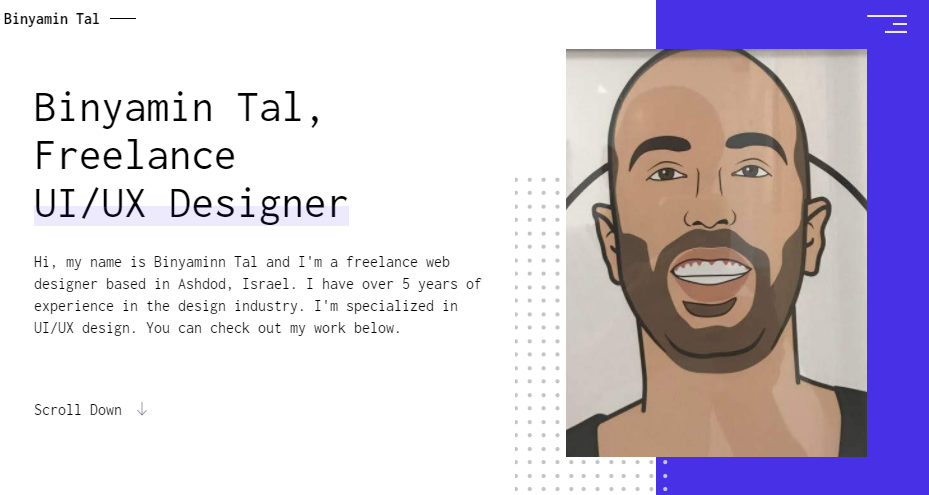 Binyamin Tal
Binyamin Tal,
Freelance
UI/UX Designer
Hi, my name is Binyaminn Tal and I'm a freelance web
designer based in Ashdod, Israel. I have over 5 years of
experience in the design industry. I'm specialized in
UI/UX design. You can check out my work below.
Scroll Down